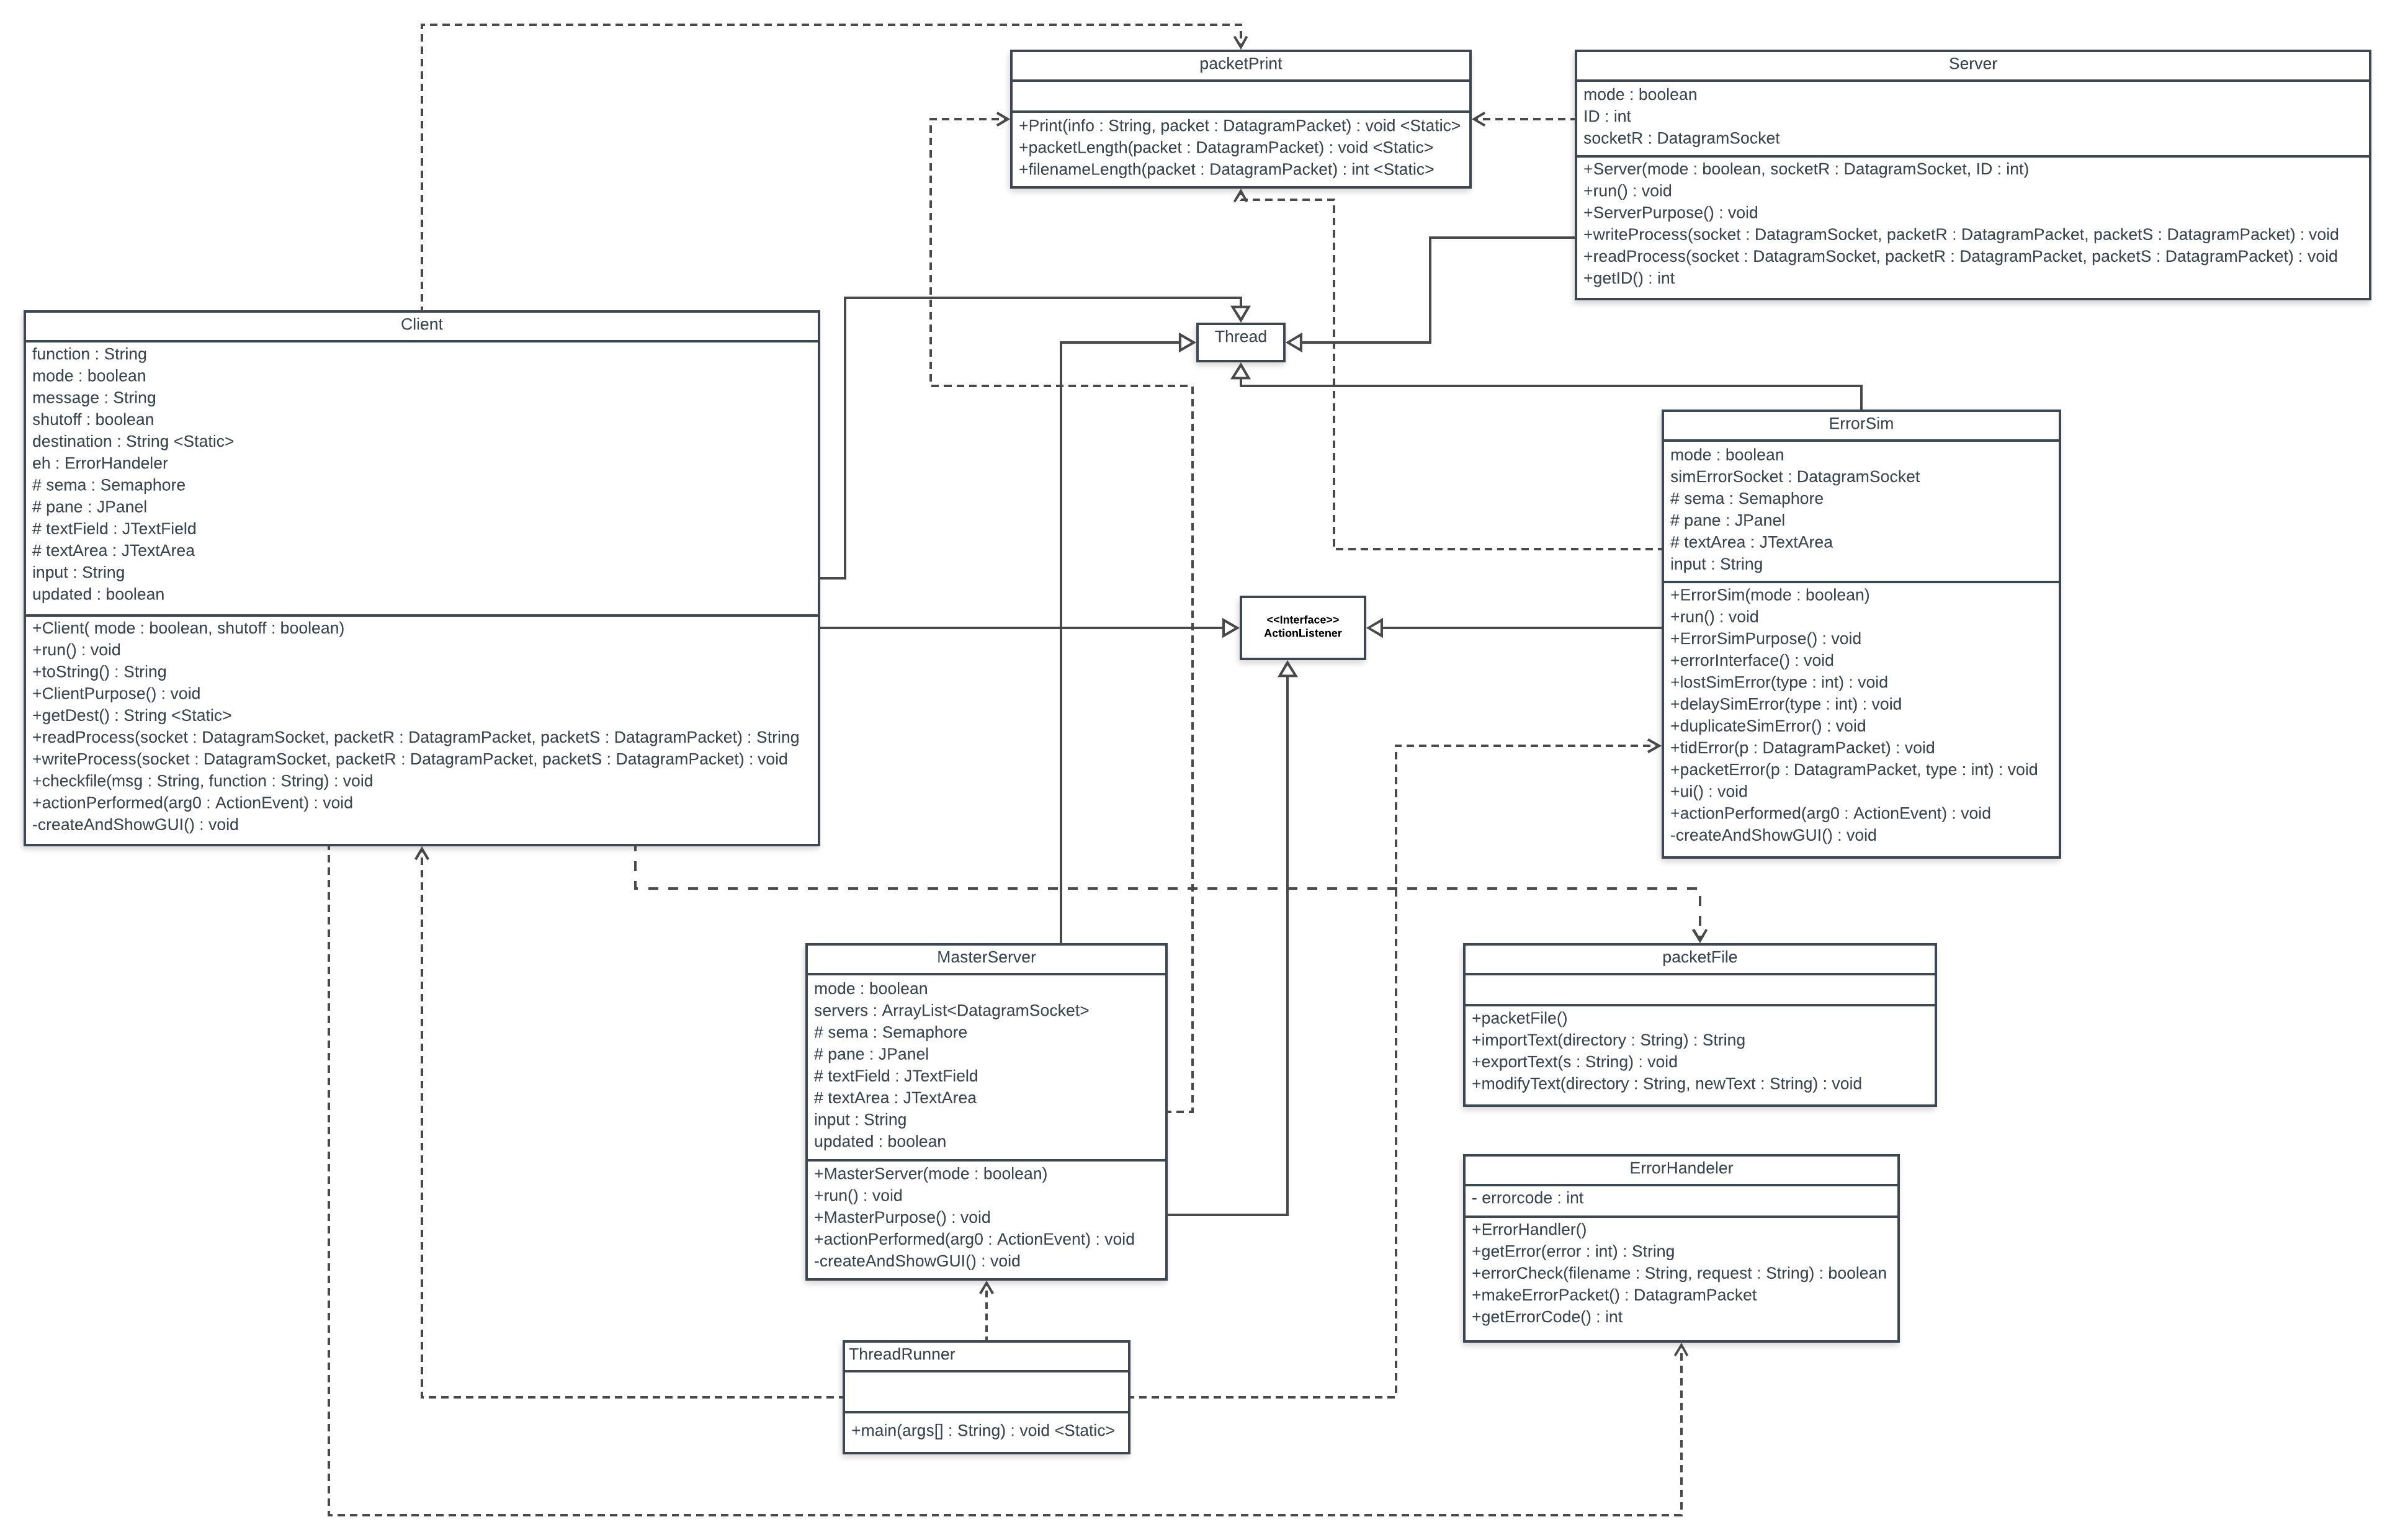 packetPrint
+Print(info : String, packet : DatagramPacket) : void <Static>
+packetLength(packet : DatagramPacket) : void <Static>
+filenameLength(packet : DatagramPacket) : int <Static>
Server
mode : boolean
ID : int
socketR : DatagramSocket
+Server(mode : boolean, socketR : DatagramSocket, ID : int)
+run() : void
+ServerPurpose() : void
+writeProcess(socket : DatagramSocket, packetR : DatagramPacket, packetS : DatagramPacket) : void
+readProcess(socket : DatagramSocket, packetR : DatagramPacket, packetS : DatagramPacket) : void
+getID() : int
Client
function : String
mode : boolean
message : String
shutoff : boolean
destination : String <Static>
eh : ErrorHandeler
# sema : Semaphore
# pane : JPanel
# textField : JTextField
# textArea : JTextArea
input : String
updated : boolean
+Client( mode : boolean, shutoff : boolean)
+run() : void
+toString() : String
+ClientPurpose() : void
+getDest() : String <Static>
+readProcess(socket : DatagramSocket, packetR : DatagramPacket, packetS : DatagramPacket) : String
+writeProcess(socket : DatagramSocket, packetR : DatagramPacket, packetS : DatagramPacket) : void
+checkfile(msg : String, function : String) : void
+actionPerformed(arg0 : ActionEvent) : void
-createAndShowGUI() : void
Thread
<<Interface>>
ActionListener
ErrorSim
mode : boolean
simErrorSocket : DatagramSocket
# sema : Semaphore
# pane : JPanel
# textArea : JTextArea
input : String
+ErrorSim(mode : boolean)
+run() : void
+ErrorSimPurpose() : void
+errorInterface() : void
+lostSimError(type : int) : void
+delaySimError(type : int) : void
+duplicateSimError() : void
+tidError(p : DatagramPacket) : void
+packetError(p : DatagramPacket, type : int) : void
+ui() : void
+actionPerformed(arg0 : ActionEvent) : void
-createAndShowGUI() : void
MasterServer
mode : boolean
servers : ArrayList<DatagramSocket>
# sema : Semaphore
# pane : JPanel
# textField : JTextField
# textArea : JTextArea
input : String
updated : boolean
+MasterServer(mode : boolean)
+run() : void
+MasterPurpose() : void
+actionPerformed(arg0 : ActionEvent) : void
-createAndShowGUI() : void
packetFile
+packetFile()
+importText(directory : String) : String
+exportText(s : String) : void
+modifyText(directory : String, newText : String) : void
ErrorHandeler
- errorcode : int
+ErrorHandler()
+getError(error : int) : String
+errorCheck(filename : String, request : String) : boolean
+makeErrorPacket() : DatagramPacket
+getErrorCode() : int
ThreadRunner
+main(args[] : String) : void <Static>